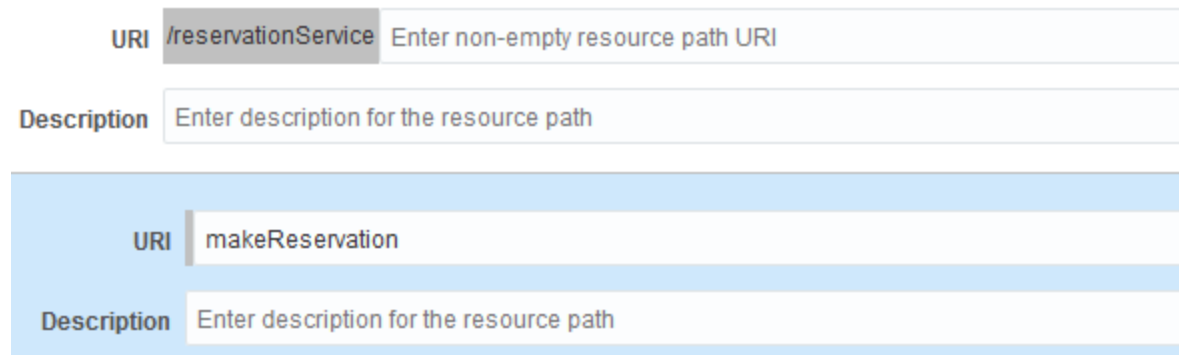 URI /reservationService Enter non-empty resource path URI
Description Enter description for the resource path
URI makeReservation
Description Enter description for the resource path